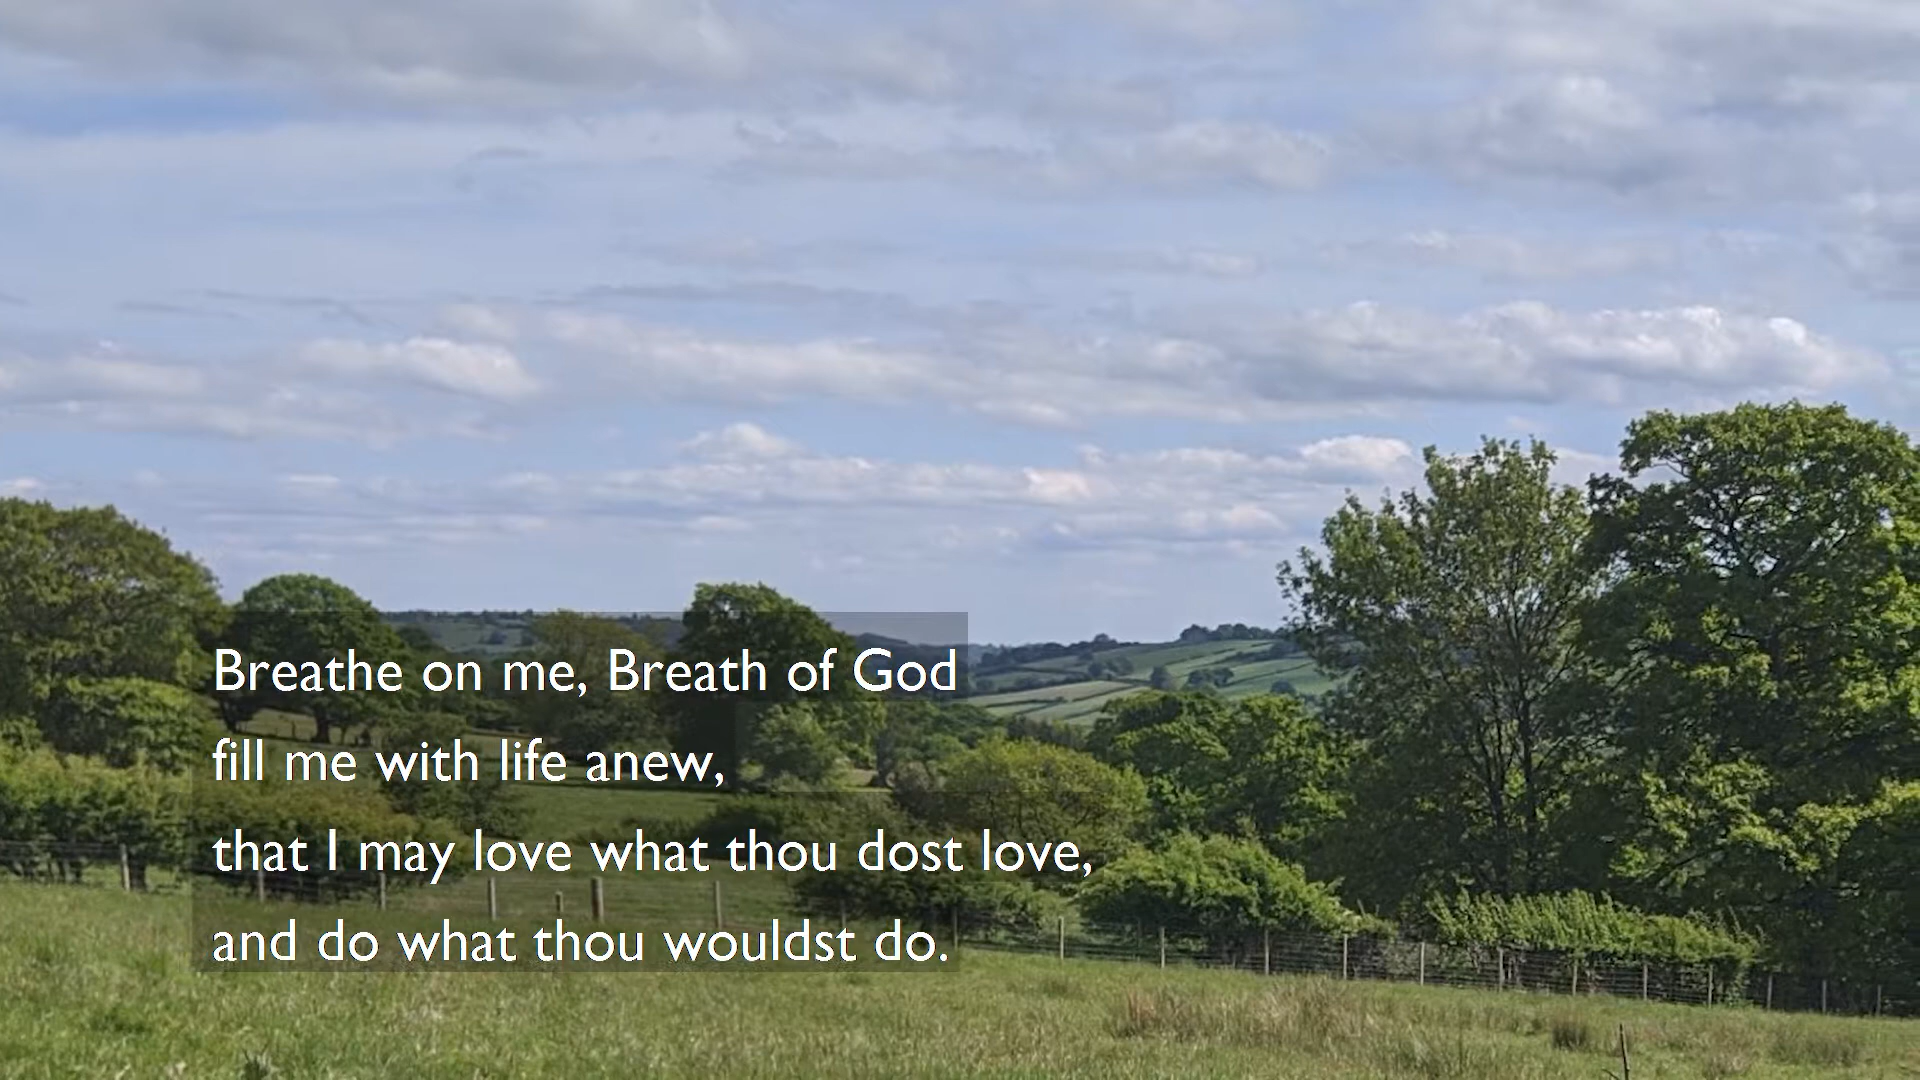 Breathe on me, Breath of God
fill me with life anew,
that I may love what thou dost love,
and do what thou wouldst do.